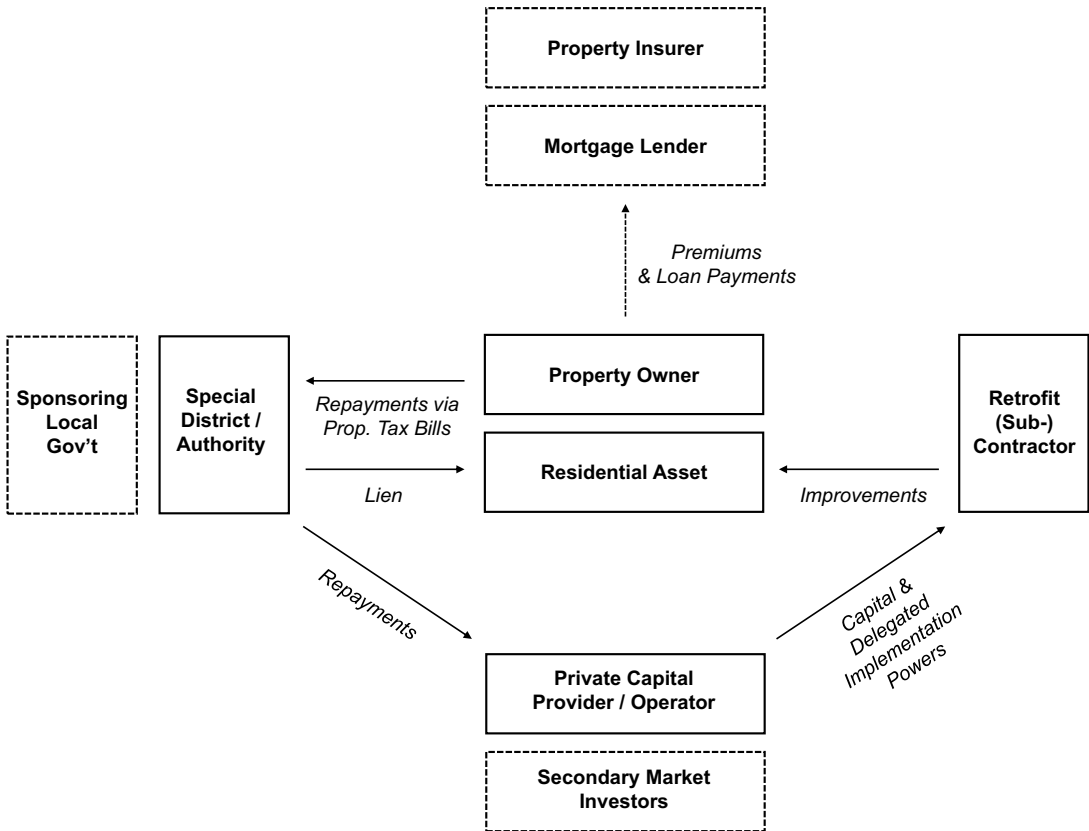 Property Insurer
Mortgage Lender
Premiums
& Loan Payments
Sponsoring
Local
Gov’t
Special
District /
Authority
Repayments via
Prop. Tax Bills
Lien
Property Owner
Residential Asset
Improvements
Retrofit
(Sub-)
Contractor
Repayments
Capital &
Delegated
Implementation
Powers
Private Capital
Provider / Operator
Secondary Market
Investors